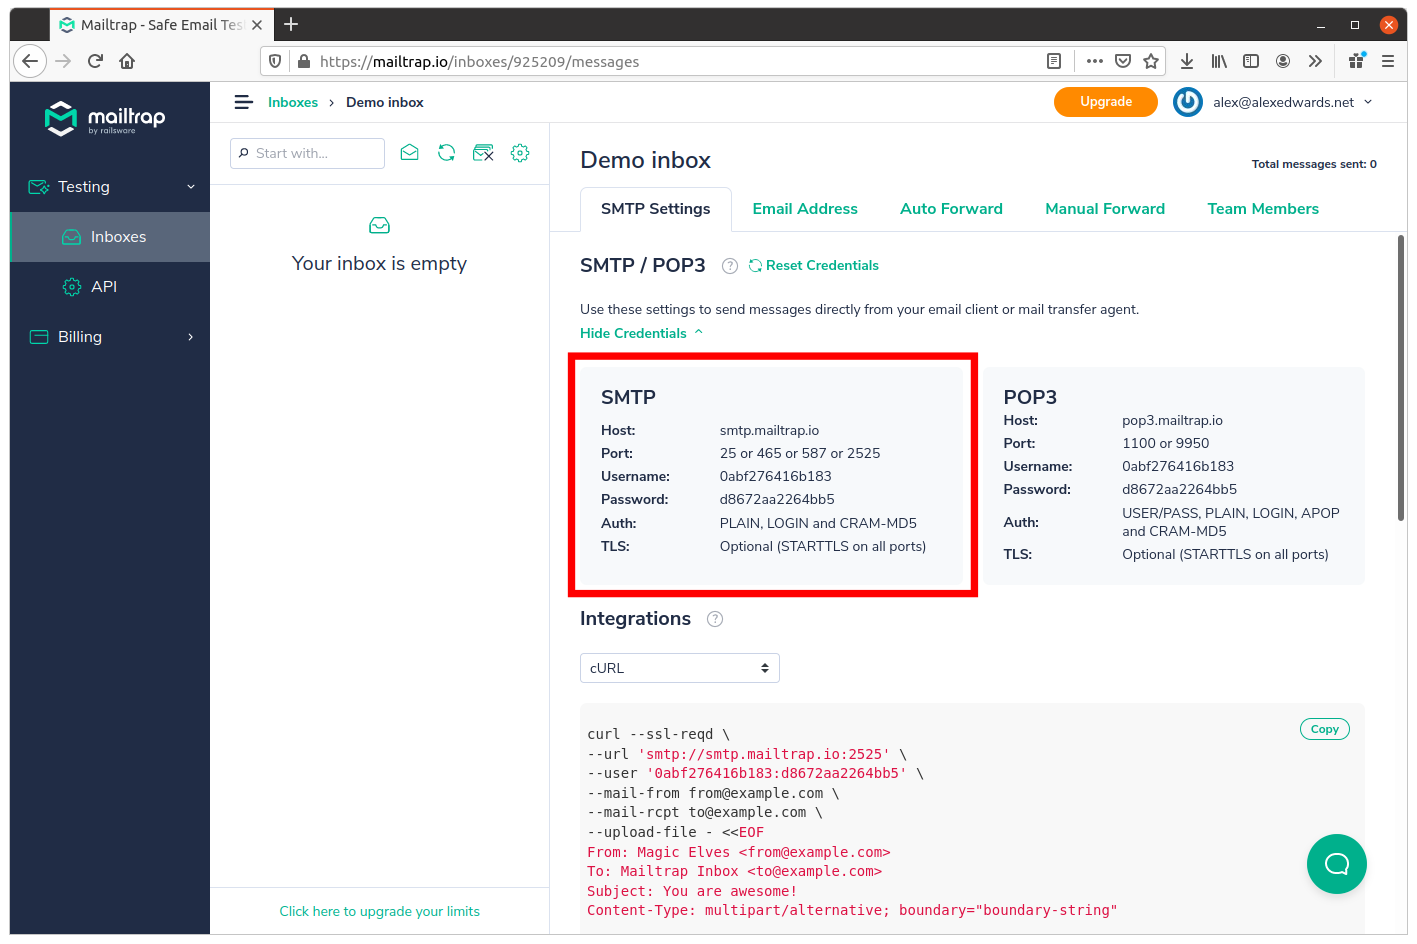 Mailtrap - Safe Email Tes
https://mailtrap.io/inboxes/925209/messages
mailtrap
by railsware
Testing
Inboxes
API
Billing
Inboxes › Demo inbox
Upgrade
alex@alexedwards.net
Start with...
Your inbox is empty
Click here to upgrade your limits
Demo inbox
Total messages sent: 0
SMTP Settings
Email Address
Auto Forward
Manual Forward
Team Members
SMTP / POP3 ? Reset Credentials
Use these settings to send messages directly from your email client or mail transfer agent.
Hide Credentials
SMTP
Host: smtp.mailtrap.io
Port: 25 or 465 or 587 or 2525
Username: 0abf276416b183
Password: d8672aa2264bb5
Auth: PLAIN, LOGIN and CRAM-MD5
TLS: Optional (STARTTLS on all ports)
POP3
Host: pop3.mailtrap.io
Port: 1100 or 9950
Username: 0abf276416b183
Password: d8672aa2264bb5
Auth: USER/PASS, PLAIN, LOGIN, APOP
and CRAM-MD5
TLS: Optional (STARTTLS on all ports)
Integrations ?
cURL
Copy
curl --ssl-reqd \
--url 'smtp://smtp.mailtrap.io:2525' \
--user '0abf276416b183:d8672aa2264bb5' \
--mail-from from@example.com \
--mail-rcpt to@example.com \
--upload-file - <<EOF
From: Magic Elves <from@example.com>
To: Mailtrap Inbox <to@example.com>
Subject: You are awesome!
Content-Type: multipart/alternative; boundary="boundary-string"